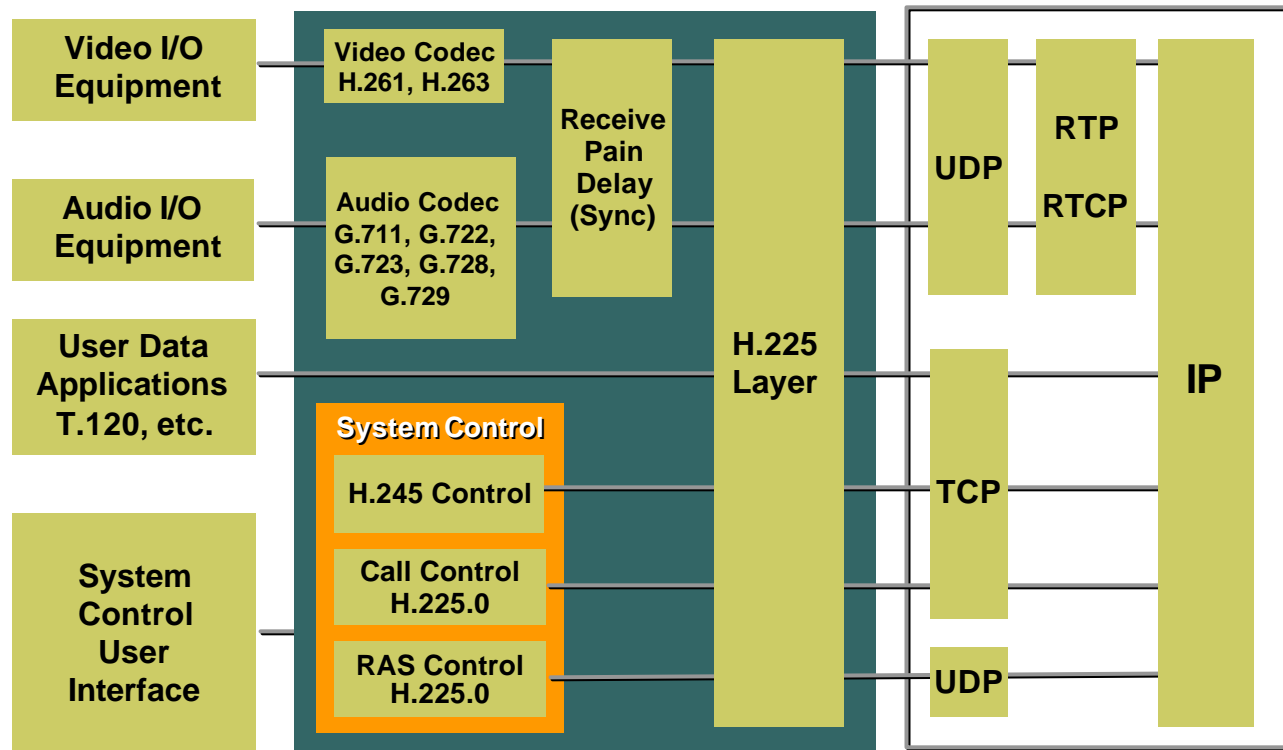 Video I/O
Equipment
Audio I/O
Equipment
User Data
Applications
T.120, etc.
System
Control
User
Interface
Video Codec
H.261, H.263
Audio Codec
G.711, G.722,
G.723, G.728,
G.729
Receive
Pain
Delay
(Sync)
System Control
H.245 Control
Call Control
H.225.0
RAS Control
H.225.0
H.225
Layer
UDP
RTP
RTCP
TCP
UDP
IP